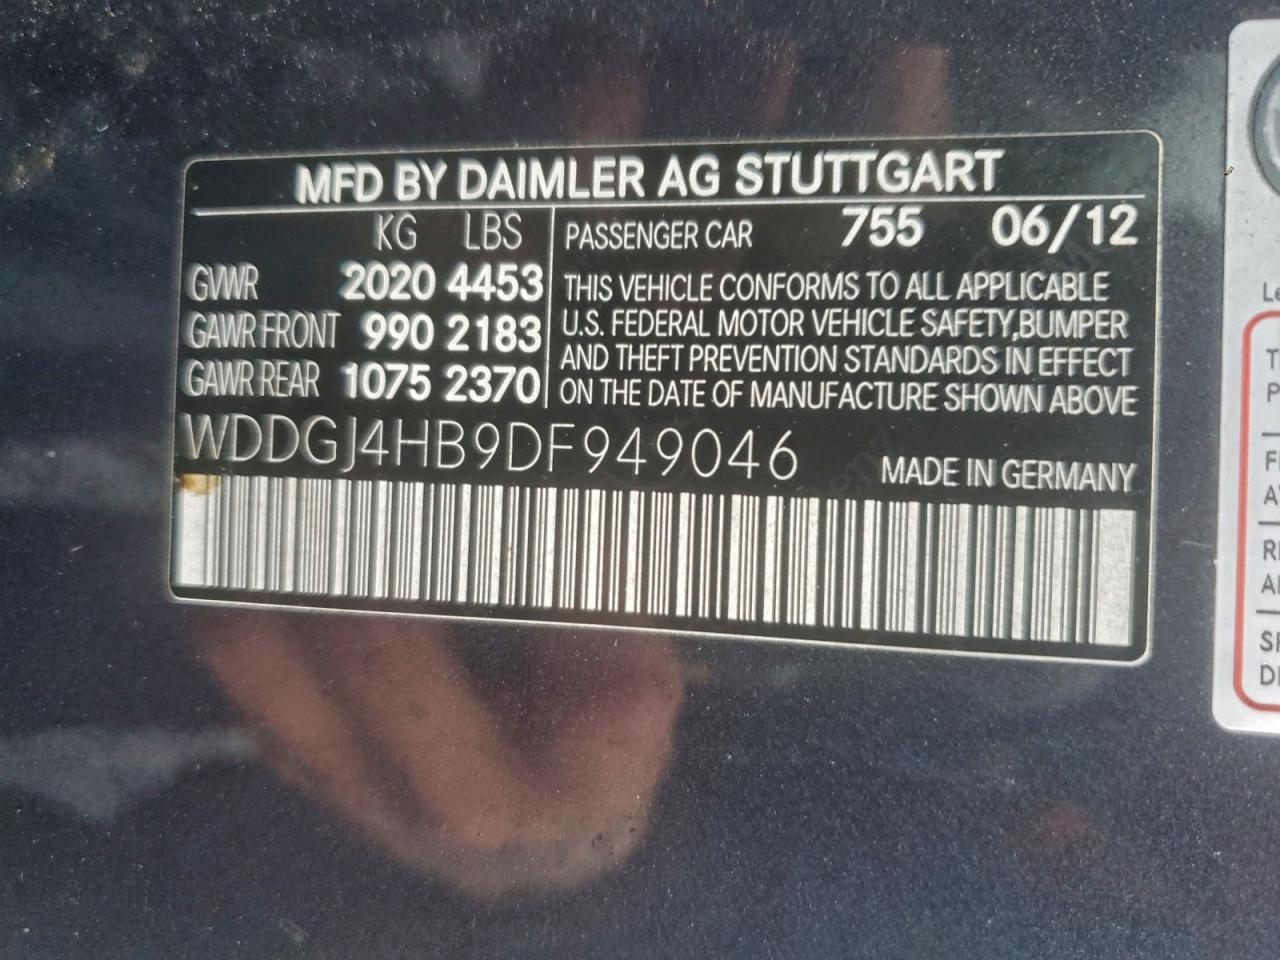 MFD BY DAIMLER AG STUTTGART
KG LBS
GVWR 2020 4453
GAWR FRONT 990 2183
GAWR REAR 1075 2370
PASSENGER CAR 755 06/12
THIS VEHICLE CONFORMS TO ALL APPLICABLE
U.S. FEDERAL MOTOR VEHICLE SAFETY,BUMPER
AND THEFT PREVENTION STANDARDS IN EFFECT
ON THE DATE OF MANUFACTURE SHOWN ABOVE
WDDGJ4HB9DF949046
MADE IN GERMANY